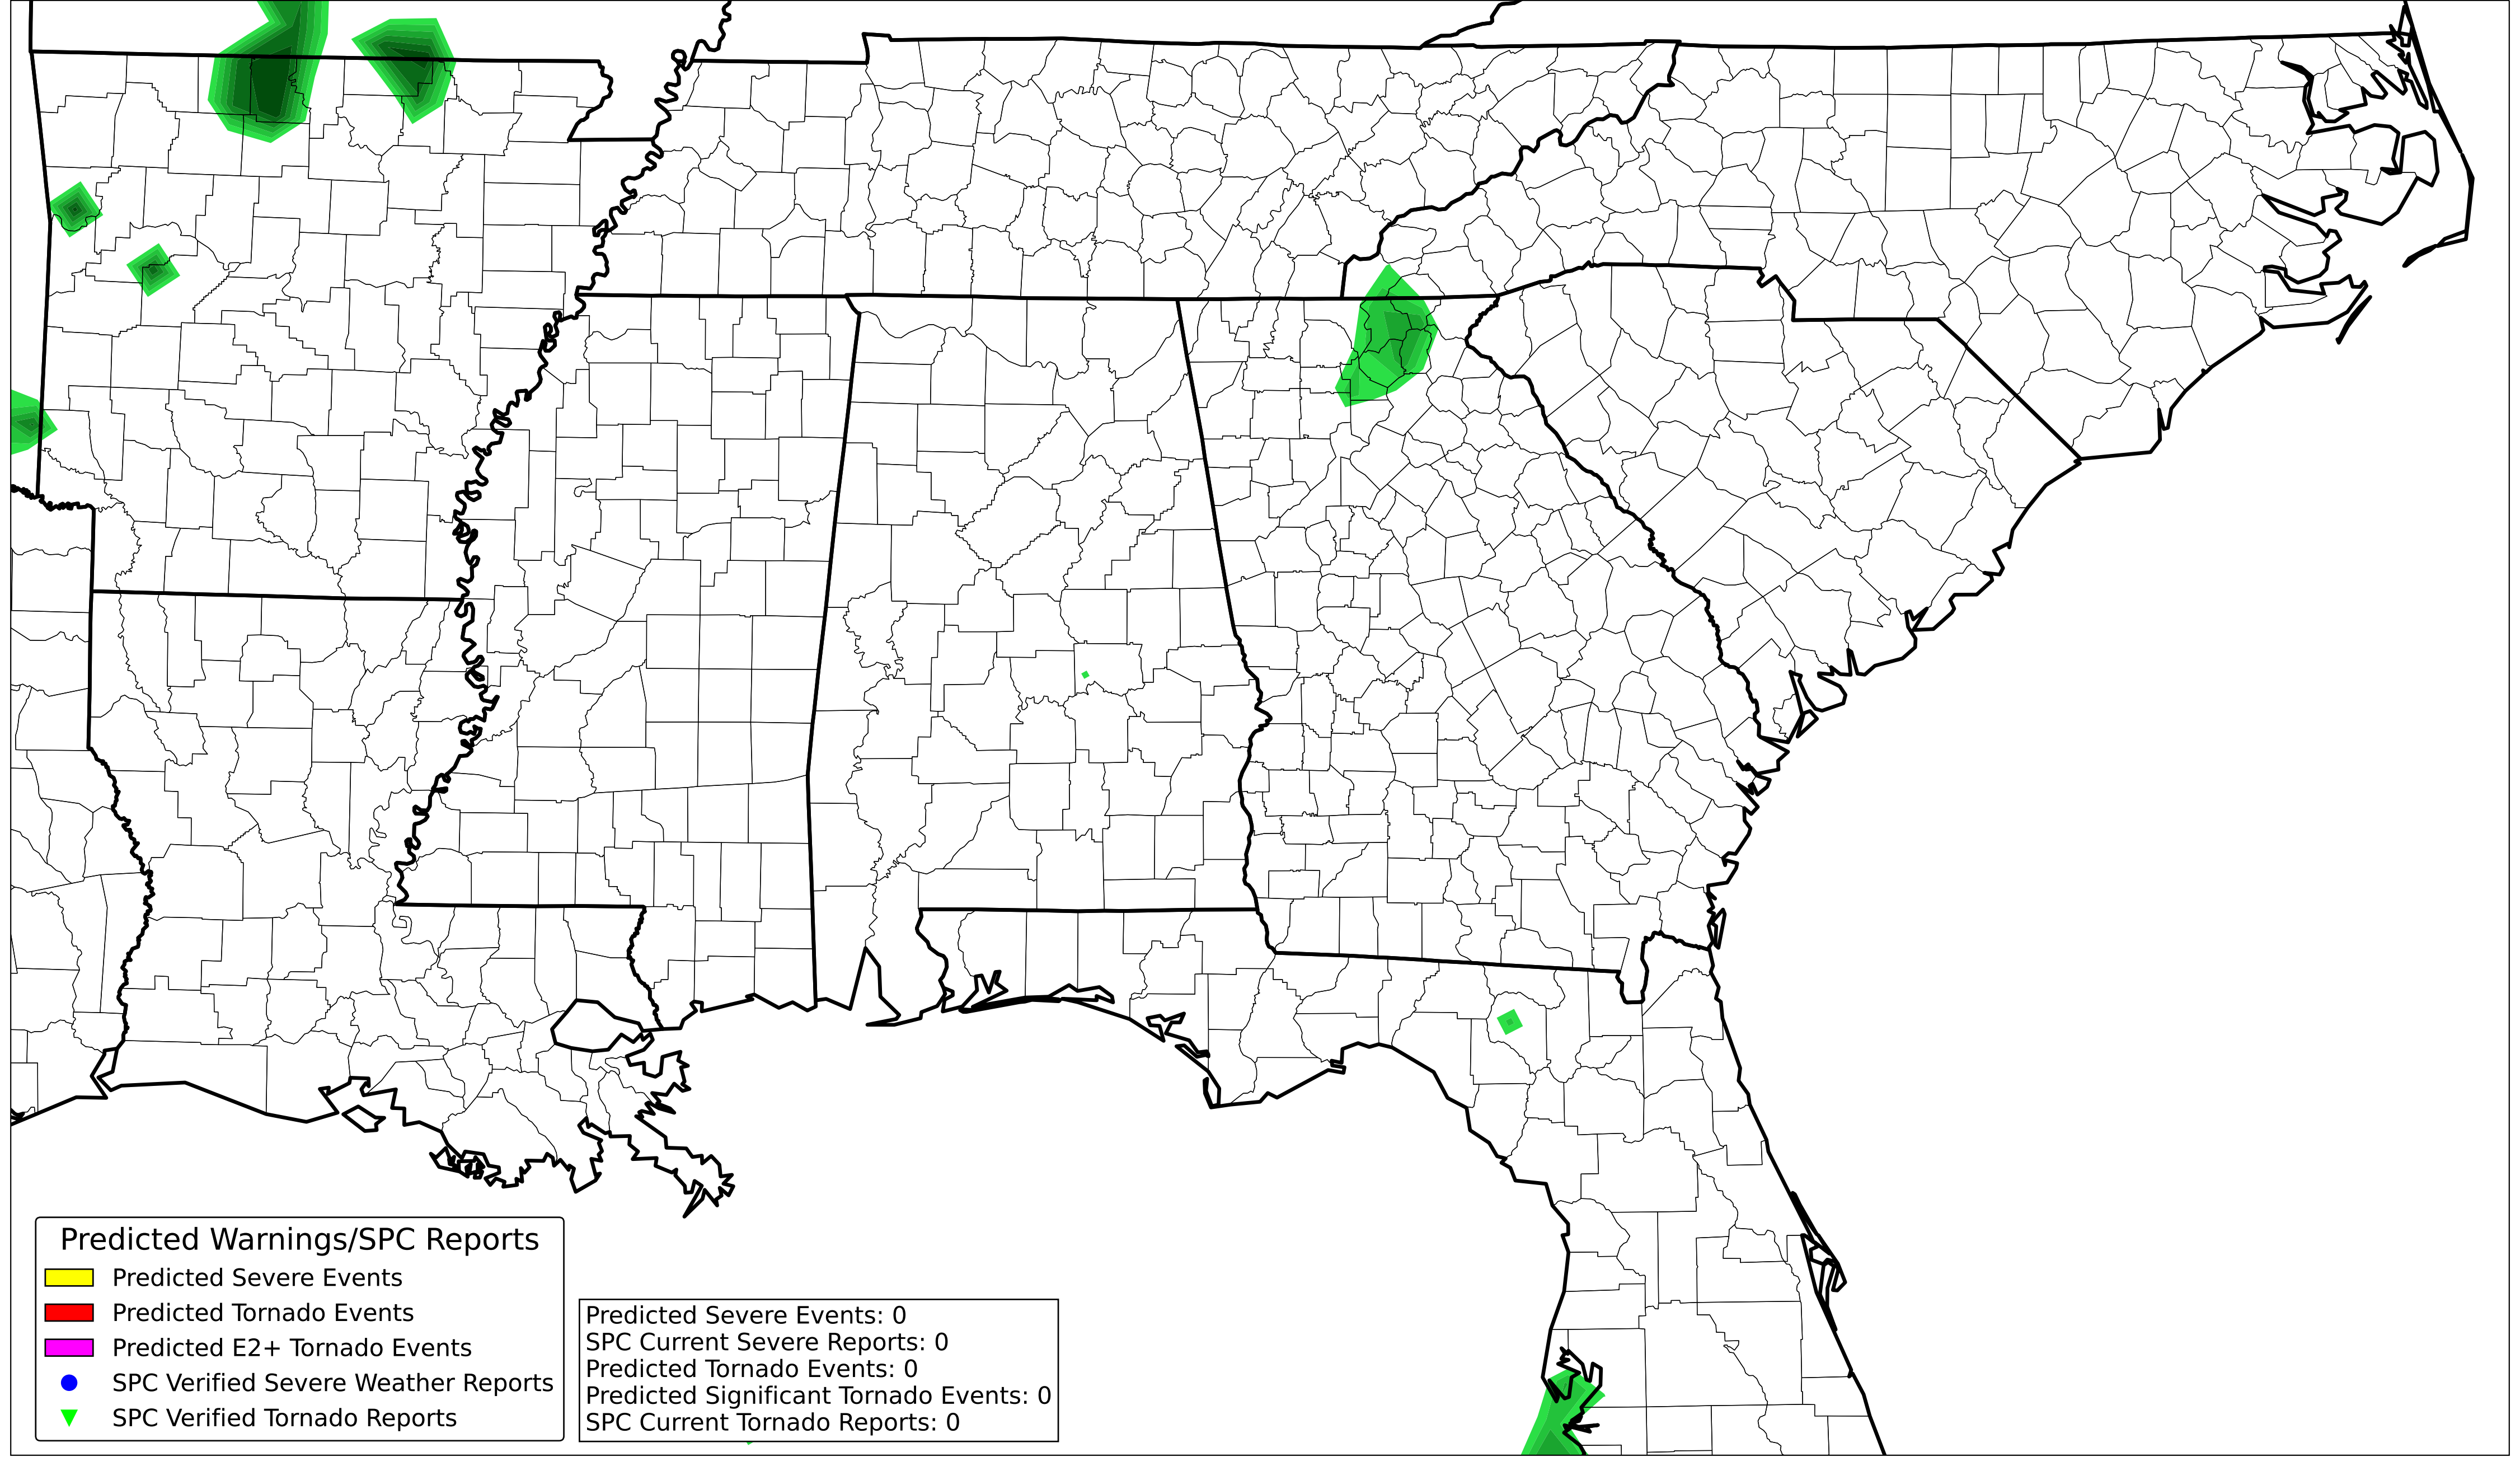 Predicted Warnings/SPC Reports
Predicted Severe Events
Predicted Tornado Events
Predicted E2+ Tornado Events
SPC Verified Severe Weather Reports
SPC Verified Tornado Reports
Predicted Severe Events: 0
SPC Current Severe Reports: 0
Predicted Tornado Events: 0
Predicted Significant Tornado Events: 0
SPC Current Tornado Reports: 0